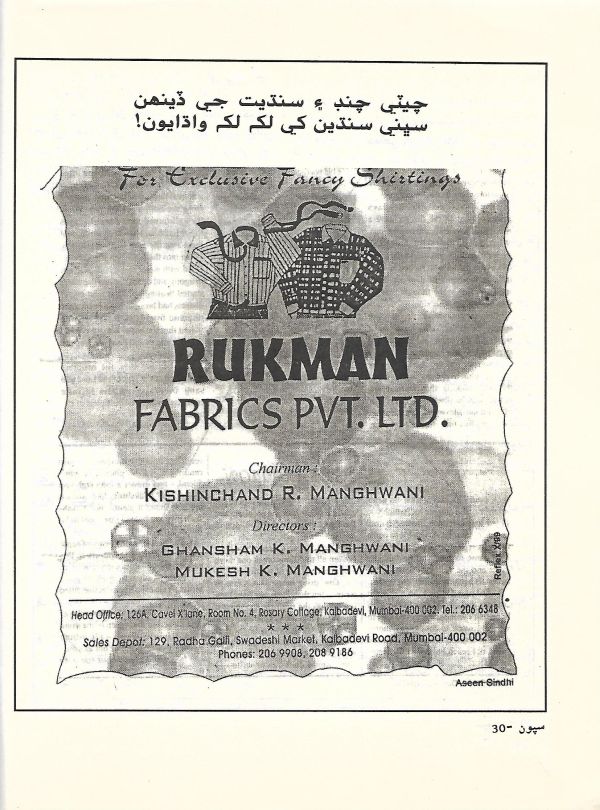 چيٽي چنڊ ۽ سنڌيت جي ڏينهن
سڀني سنڌين کي لک لک واڌايون!
For Exclusive Fancy Shirtings
RUKMAN
FABRICS PVT. LTD.
Chairman :
KISHINCHAND R. MANGHWANI
Directors :
GHANSHAM K. MANGHWANI
MUKESH K. MANGHWANI
Reflex X/99
Head Office: 126A, Cavel X'lane, Room No. 4, Rosary Cottage, Kalbadevi, Mumbai-400 002. Tel.: 206 6348
* * *
Sales Depot: 129, Radha Galli, Swadeshi Market, Kalbadevi Road, Mumbai-400 002
Phones: 206 9908, 208 9186
Aseen Sindhi
سپون -30